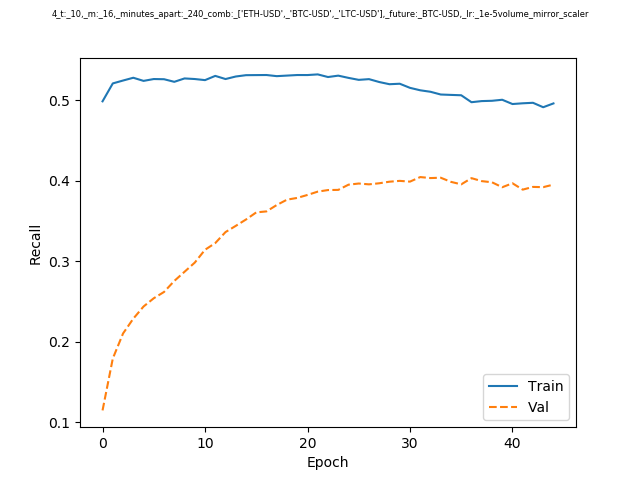 4_t:_10,_m:_16,_minutes_apart:_240_comb:_['ETH-USD',_'BTC-USD',_'LTC-USD'],_future:_BTC-USD,_lr:_1e-5volume_mirror_scaler
0.5
0.4
0.3
0.2
0.1
Recall
Train
Val
0 10 20 30 40
Epoch